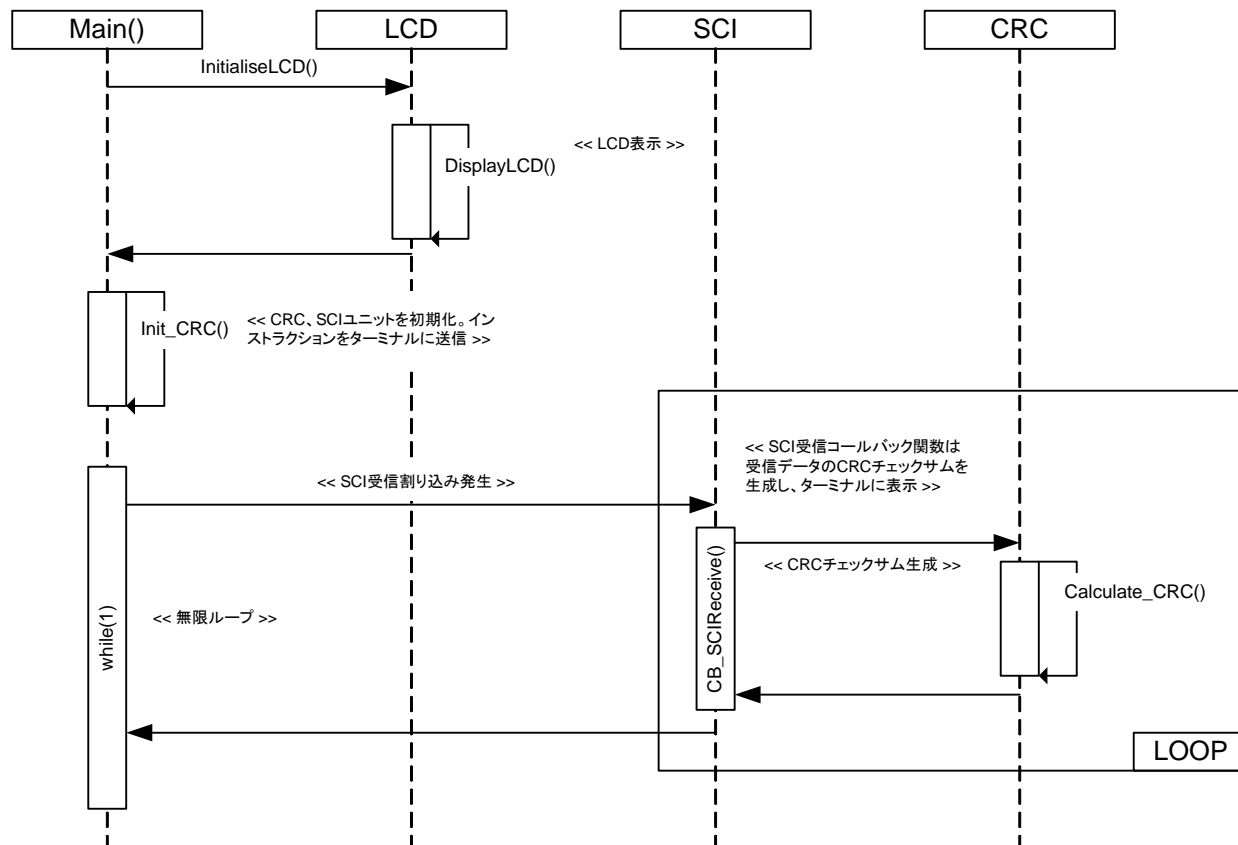 Main()
LCD
SCI
CRC
InitialiseLCD()
<< LCD表示 >>
DisplayLCD()
Init_CRC()
<< CRC、SCIユニットを初期化。イン
ストラクションをターミナルに送信 >>
<< SCI受信コールバック関数は
受信データのCRCチェックサムを
生成し、ターミナルに表示 >>
<< SCI受信割り込み発生 >>
<< CRCチェックサム生成 >>
Calculate_CRC()
while(1)
<< 無限ループ >>
CB_SCIReceive()
LOOP